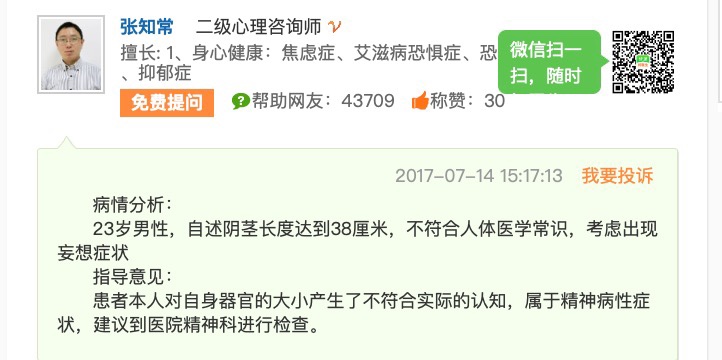 张知常 二级心理咨询师
擅长: 1、身心健康：焦虑症、艾滋病恐惧症、恐
、抑郁症
微信扫一
扫，随时
免费提问 帮助网友：43709 称赞：30
2017-07-14 15:17:13 我要投诉
病情分析：
23岁男性，自述阴茎长度达到38厘米，不符合人体医学常识，考虑出现
妄想症状
指导意见：
患者本人对自身器官的大小产生了不符合实际的认知，属于精神病性症
状，建议到医院精神科进行检查。